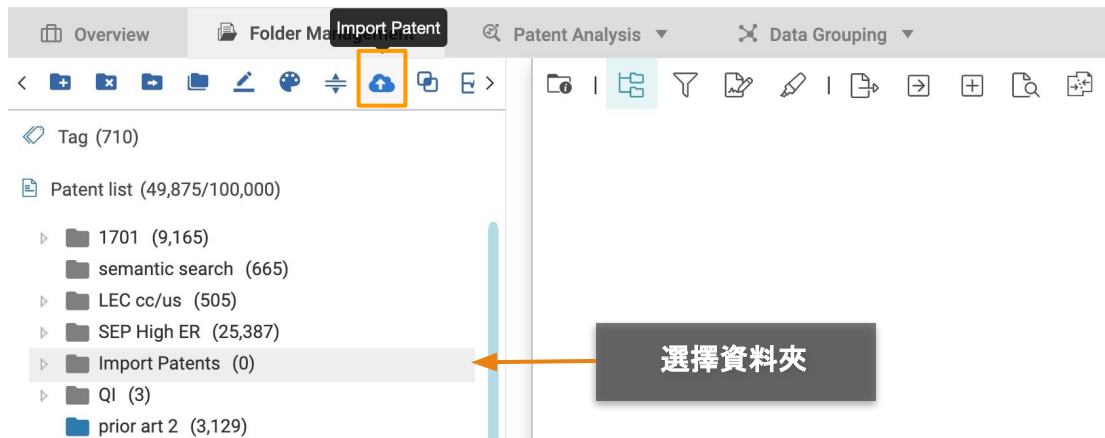 Import Patent
Overview
Folder Management
Patent Analysis
Data Grouping
Tag (710)
Patent list (49,875/100,000)
1701 (9,165)
semantic search (665)
LEC cc/us (505)
SEP High ER (25,387)
Import Patents (0)
選擇資料夾
QI (3)
prior art 2 (3,129)